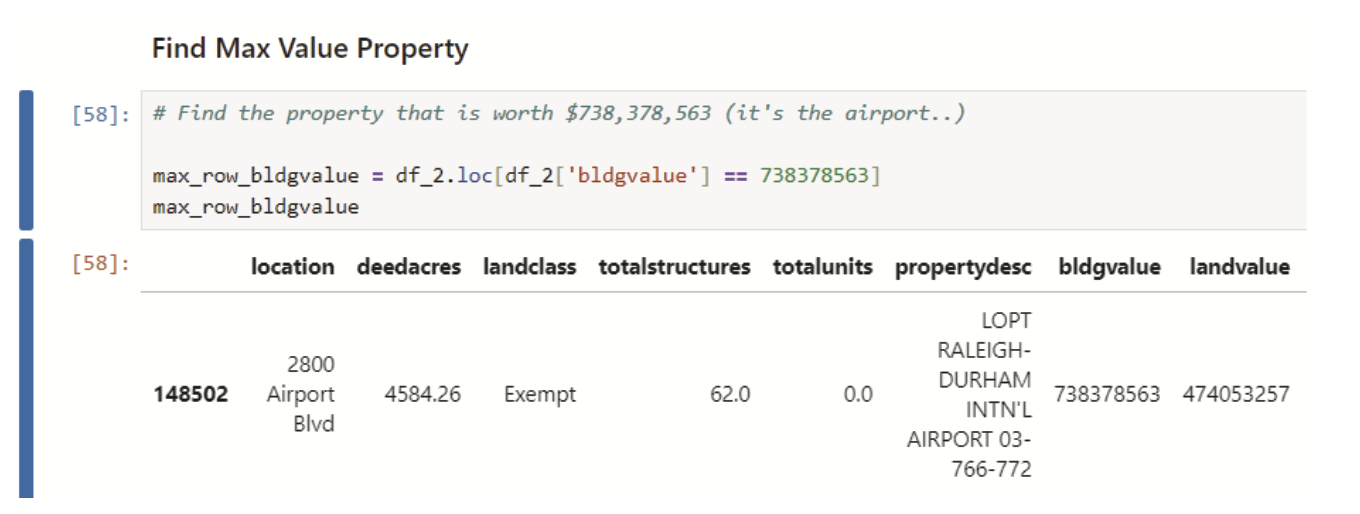 Find Max Value Property
[58]: # Find the property that is worth $738,378,563 (it's the airport..)
max_row_bldgvalue = df_2.loc[df_2['bldgvalue'] == 738378563]
max_row_bldgvalue
[58]: location deedacres landclass totalstructures totalunits propertydesc bldgvalue landvalue
LOPT
RALEIGH-
2800
148502 Airport 4584.26 Exempt 62.0 0.0 DURHAM 738378563 474053257
Blvd
INTN'L
AIRPORT 03-
766-772